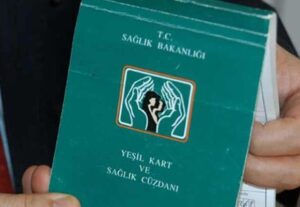 T.C.
SAĞLIK BAKANLIĞI
YEŞİL KART
VE
SAĞLIK CÜZDANI